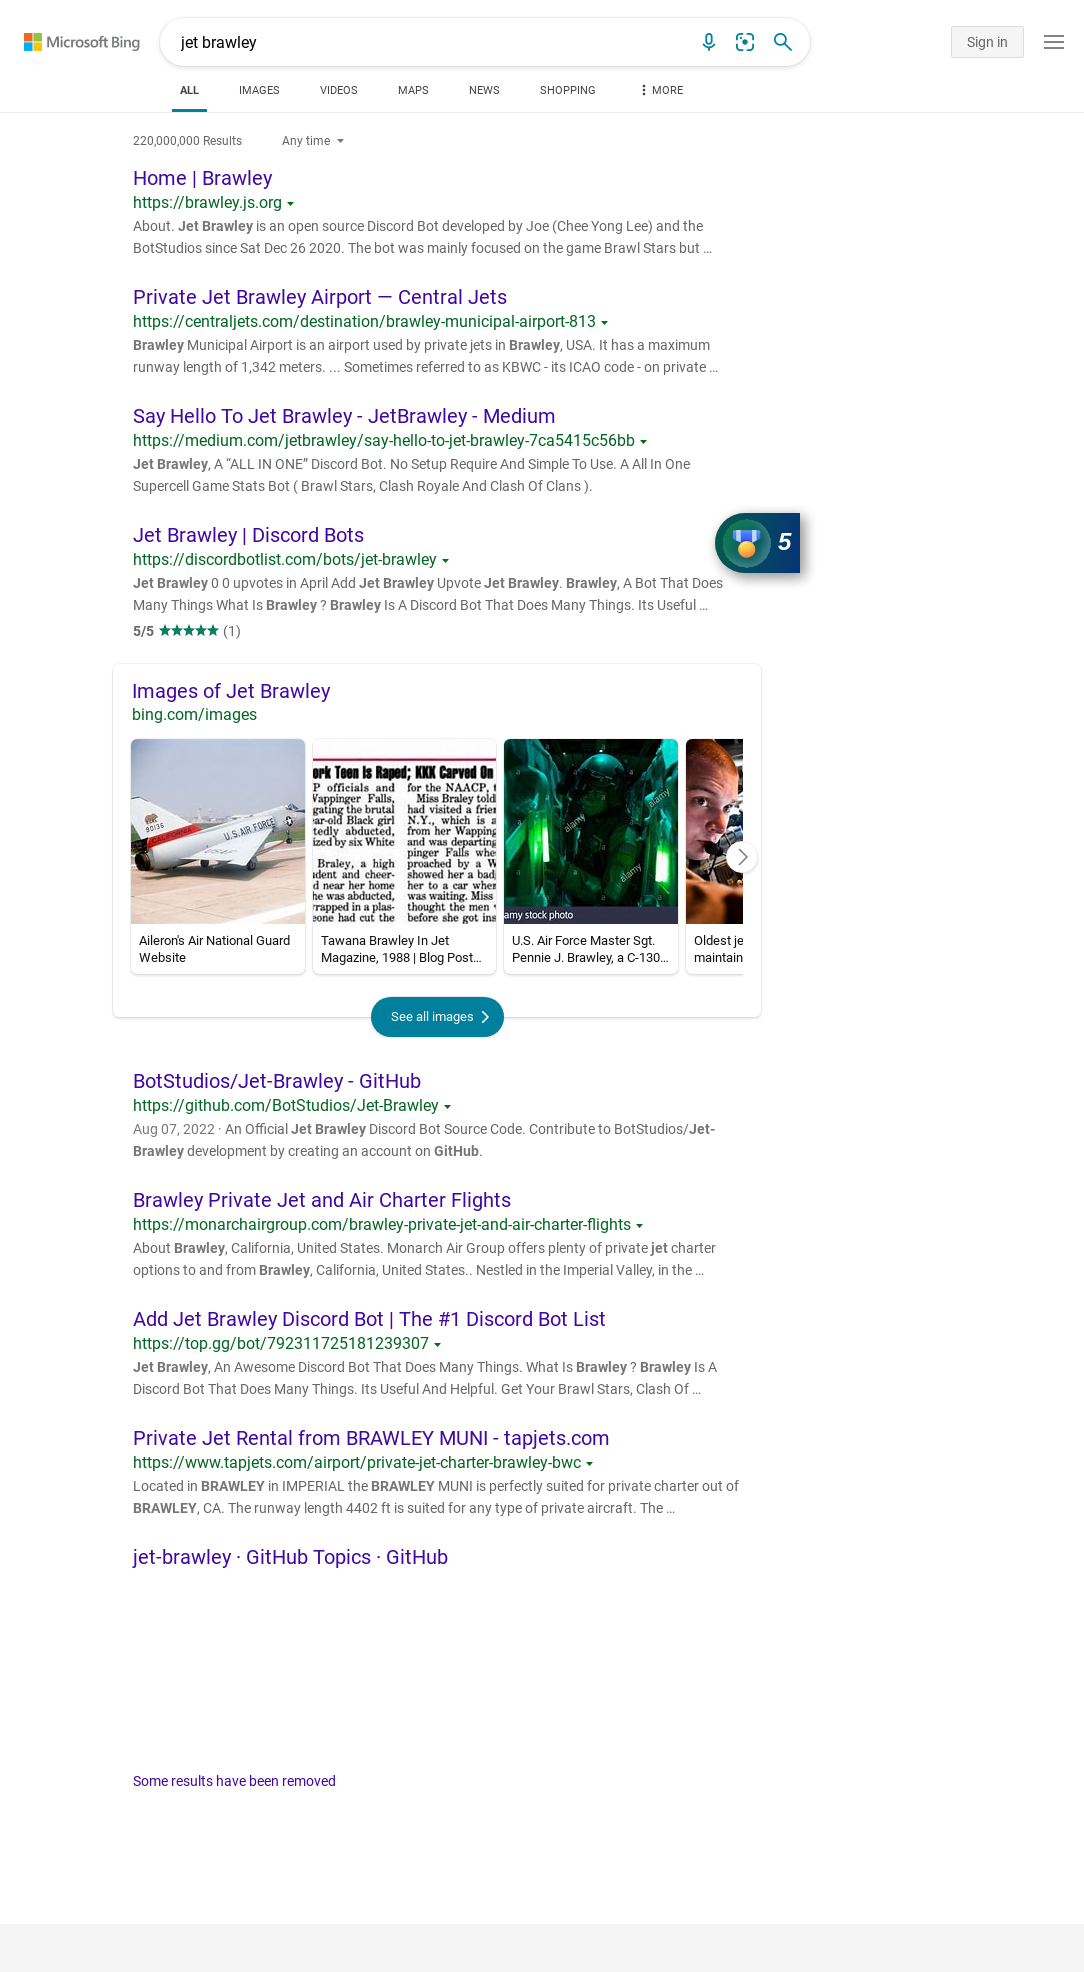 Microsoft Bing
jet brawley
Sign in
ALL IMAGES VIDEOS MAPS NEWS SHOPPING MORE
220,000,000 Results Any time
Home | Brawley
https://brawley.js.org
About. Jet Brawley is an open source Discord Bot developed by Joe (Chee Yong Lee) and the
BotStudios since Sat Dec 26 2020. The bot was mainly focused on the game Brawl Stars but …
Private Jet Brawley Airport — Central Jets
https://centraljets.com/destination/brawley-municipal-airport-813
Brawley Municipal Airport is an airport used by private jets in Brawley, USA. It has a maximum
runway length of 1,342 meters. ... Sometimes referred to as KBWC - its ICAO code - on private …
Say Hello To Jet Brawley - JetBrawley - Medium
https://medium.com/jetbrawley/say-hello-to-jet-brawley-7ca5415c56bb
Jet Brawley, A “ALL IN ONE” Discord Bot. No Setup Require And Simple To Use. A All In One
Supercell Game Stats Bot ( Brawl Stars, Clash Royale And Clash Of Clans ).
Jet Brawley | Discord Bots
5
https://discordbotlist.com/bots/jet-brawley
Jet Brawley 0 0 upvotes in April Add Jet Brawley Upvote Jet Brawley. Brawley, A Bot That Does
Many Things What Is Brawley ? Brawley Is A Discord Bot That Does Many Things. Its Useful …
5/5 ★★★★★ (1)
Images of Jet Brawley
bing.com/images
ork Teen Is Raped; KKK Carved On
P officials and
Wappinger Falls,
gating the brutal
ear-old Black girl
tedly abducted,
ized by six White
Braley, a high
dent and cheer-
d near her home
he was abducted,
wrapped in a plas-
eone had cut the
for the NAACP, t
Miss Braley told
had visited a frien
N.Y., which is a
from her Wapping
and was departing
pinger Falls when
proached by a W
showed her a bad
her to a car wher
was waiting. Miss
thought the men
before she got ins
90136
CALIFORNIA
U.S. AIR FORCE
alamy
alamy
alamy
amy stock photo
Aileron's Air National Guard
Website
Tawana Brawley In Jet
Magazine, 1988 | Blog Post...
U.S. Air Force Master Sgt.
Pennie J. Brawley, a C-130...
Oldest je
maintain
See all images
BotStudios/Jet-Brawley - GitHub
https://github.com/BotStudios/Jet-Brawley
Aug 07, 2022 · An Official Jet Brawley Discord Bot Source Code. Contribute to BotStudios/Jet-
Brawley development by creating an account on GitHub.
Brawley Private Jet and Air Charter Flights
https://monarchairgroup.com/brawley-private-jet-and-air-charter-flights
About Brawley, California, United States. Monarch Air Group offers plenty of private jet charter
options to and from Brawley, California, United States.. Nestled in the Imperial Valley, in the …
Add Jet Brawley Discord Bot | The #1 Discord Bot List
https://top.gg/bot/792311725181239307
Jet Brawley, An Awesome Discord Bot That Does Many Things. What Is Brawley ? Brawley Is A
Discord Bot That Does Many Things. Its Useful And Helpful. Get Your Brawl Stars, Clash Of …
Private Jet Rental from BRAWLEY MUNI - tapjets.com
https://www.tapjets.com/airport/private-jet-charter-brawley-bwc
Located in BRAWLEY in IMPERIAL the BRAWLEY MUNI is perfectly suited for private charter out of
BRAWLEY, CA. The runway length 4402 ft is suited for any type of private aircraft. The …
jet-brawley · GitHub Topics · GitHub
Some results have been removed